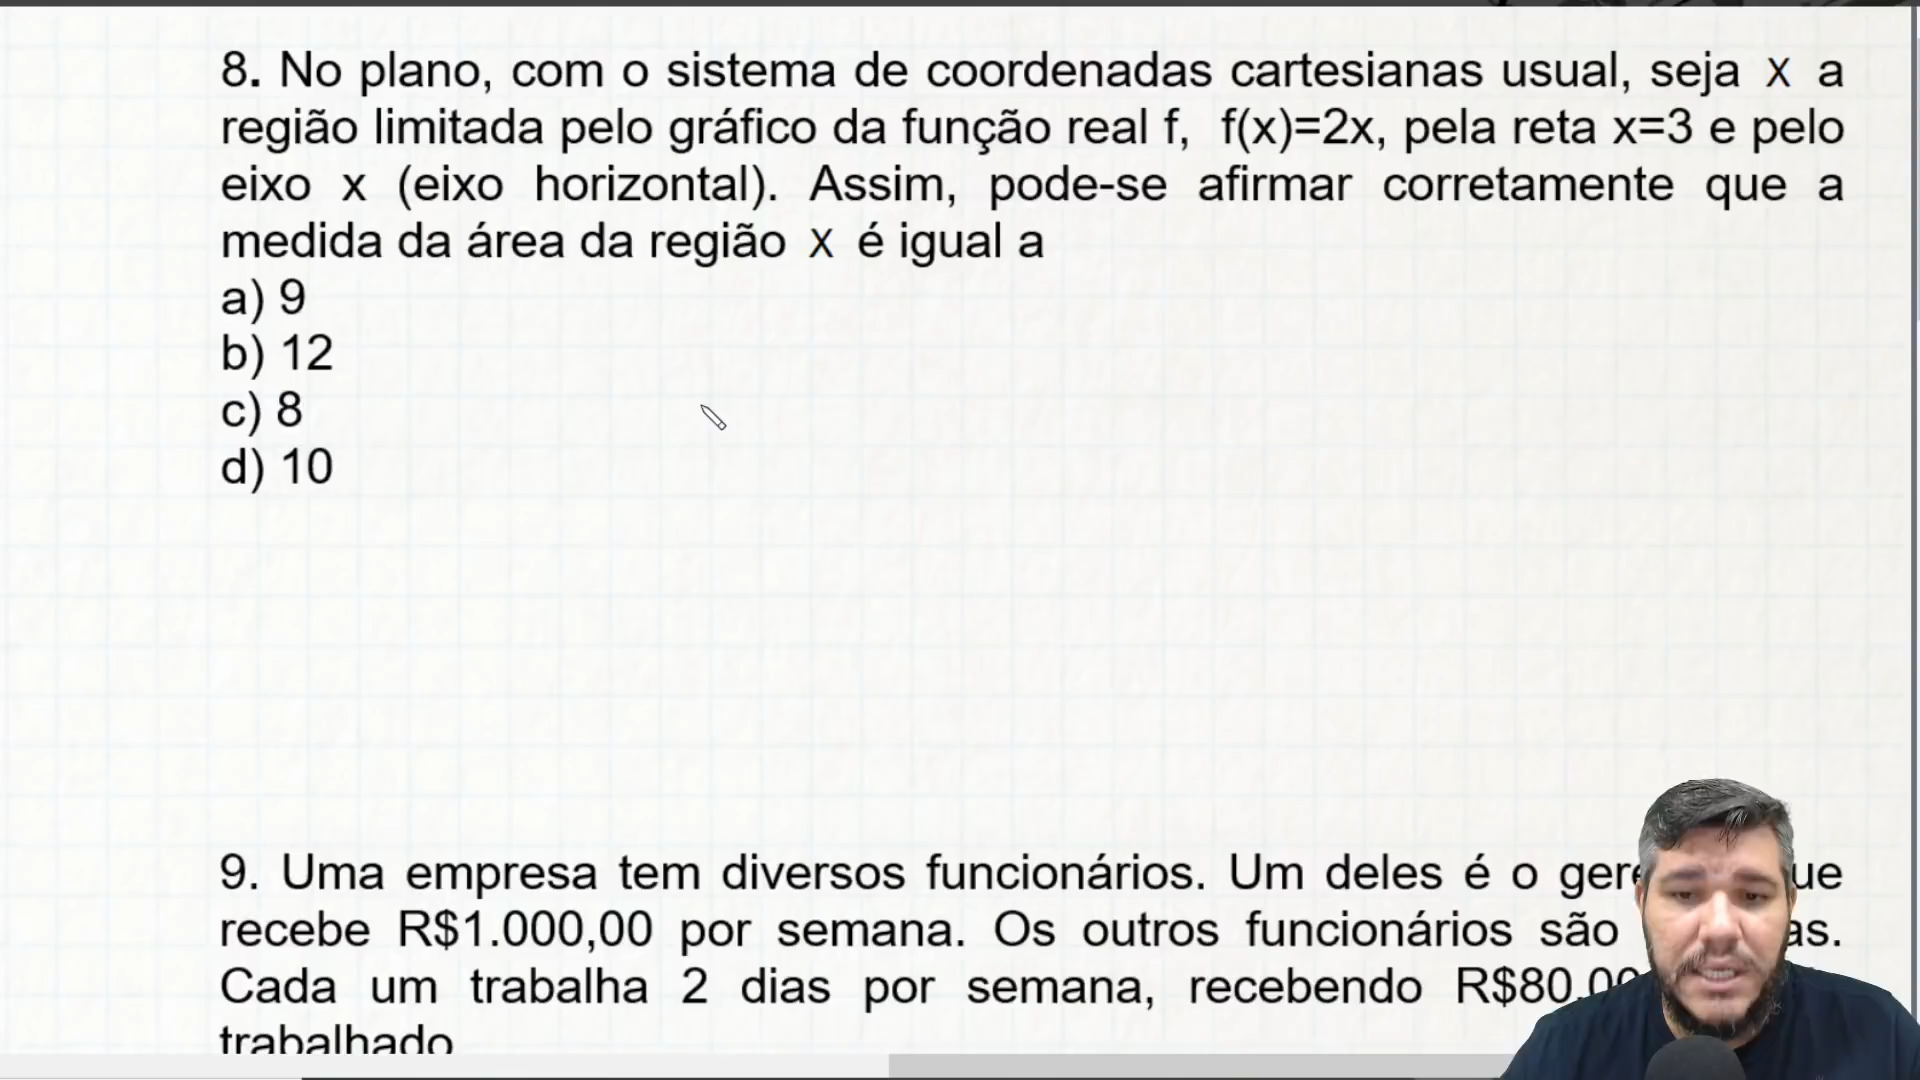 8. No plano, com o sistema de coordenadas cartesianas usual, seja X a
região limitada pelo gráfico da função real f, f(x)=2x, pela reta x=3 e pelo
eixo x (eixo horizontal). Assim, pode-se afirmar corretamente que a
medida da área da região X é igual a
a) 9
b) 12
c) 8
d) 10
9. Uma empresa tem diversos funcionários. Um deles é o
recebe R$1.000,00 por semana. Os outros funcionários são
Cada um trabalha 2 dias por semana, recebendo
trabalhado